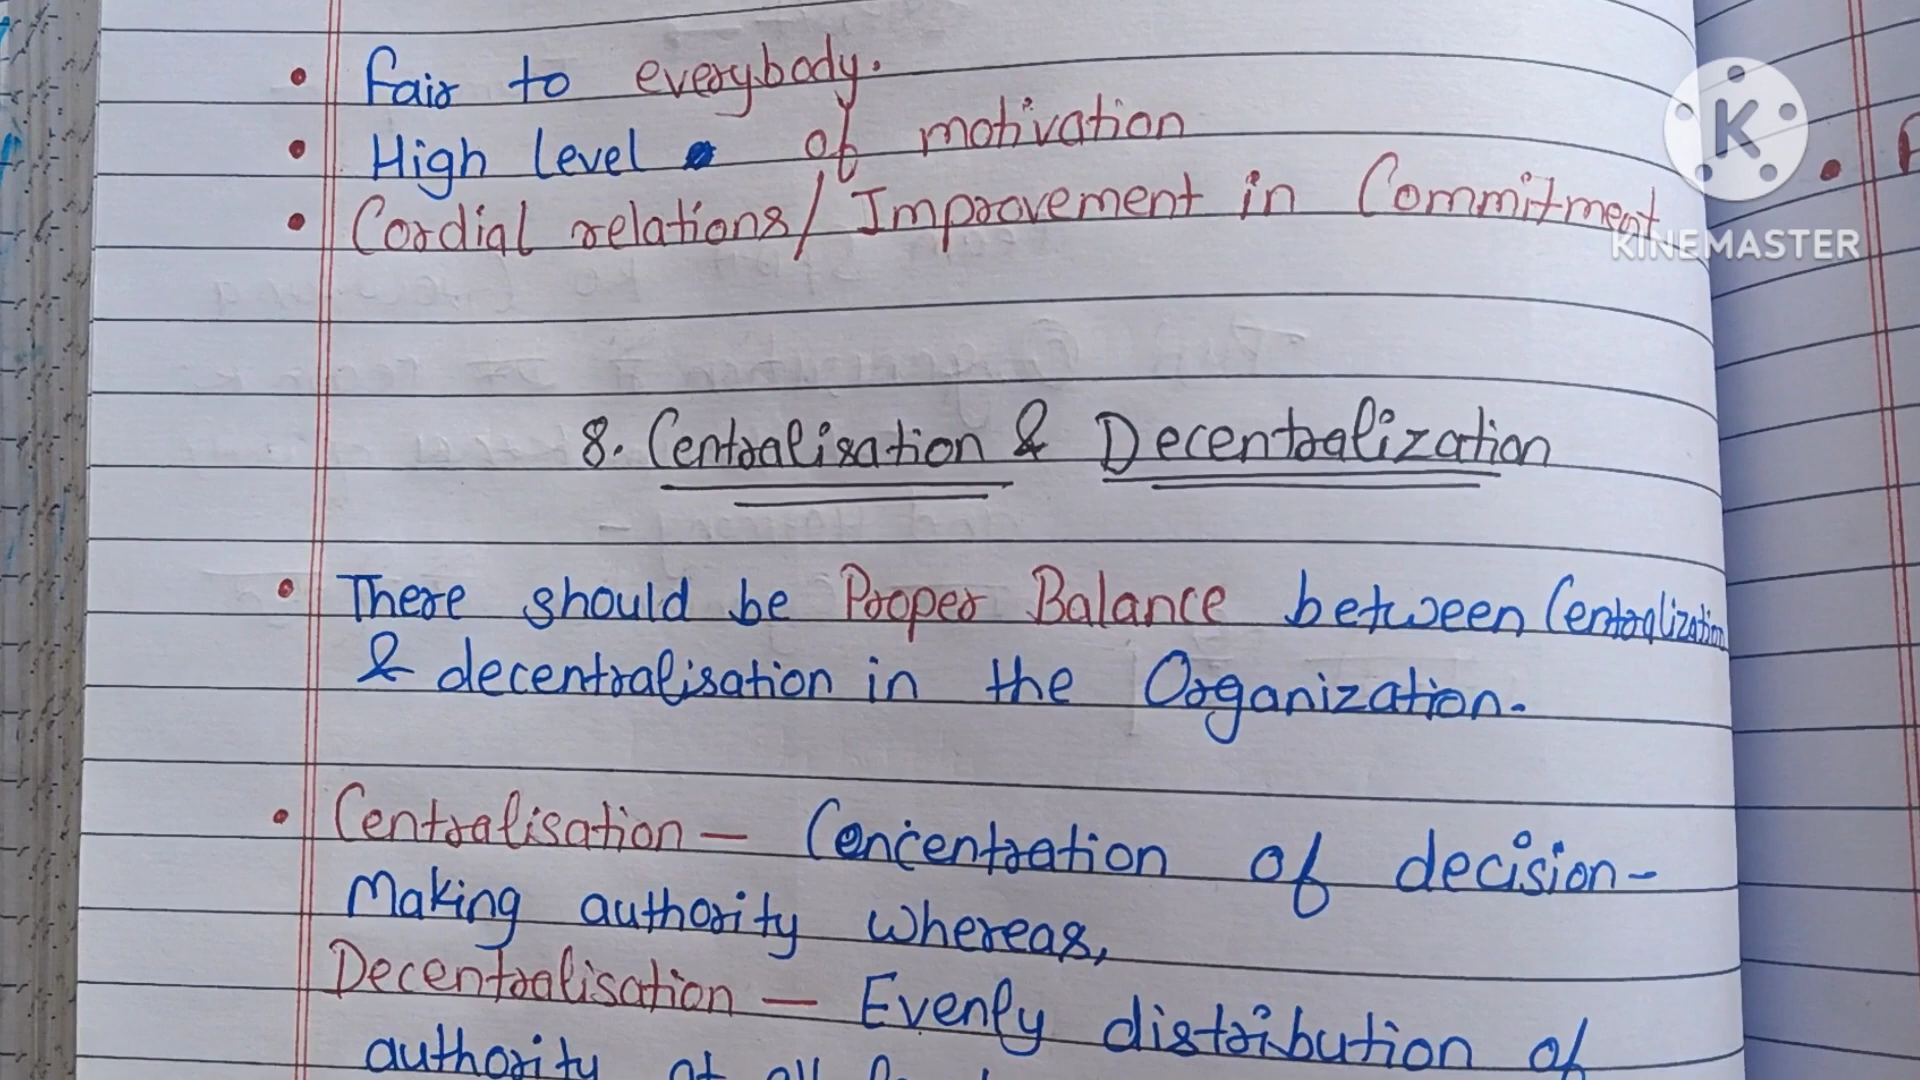 • Fair to everybody.
• High level of motivation
• Cordial relations/ Improvement in Commitment
KINEMASTER
8. Centralisation & Decentralization
• There should be Proper Balance between Centralization
& decentralisation in the Organization.
• Centralisation — Concentration of decision-
Making authority whereas,
Decentralisation — Evenly distribution of
authority at all